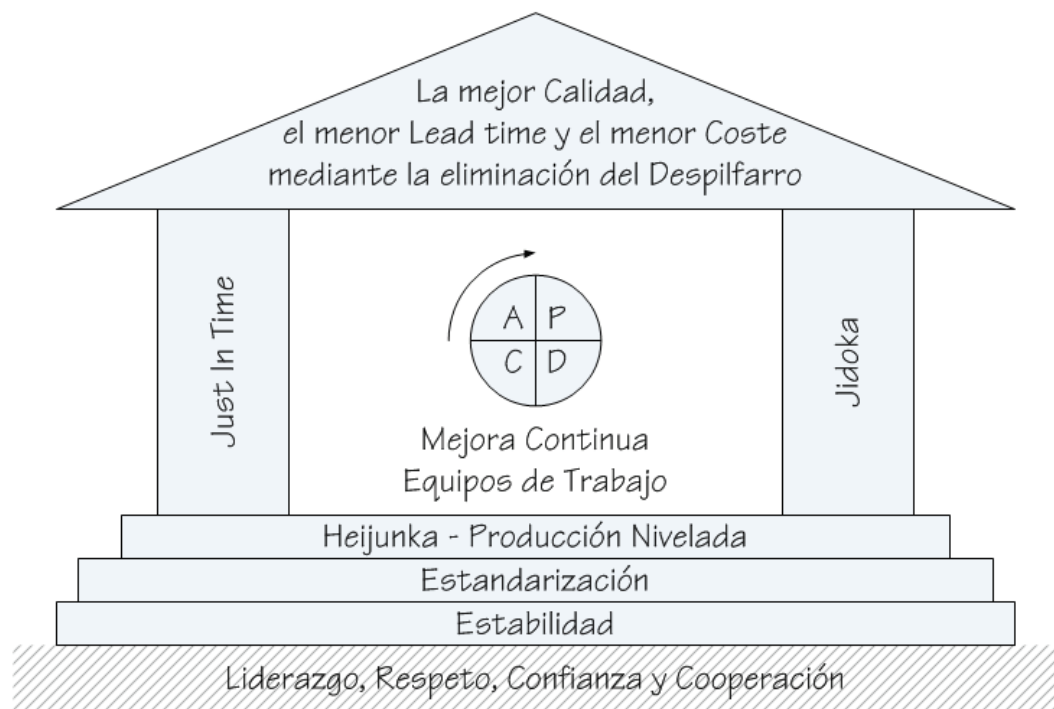 La mejor Calidad,
el menor Lead time y el menor Coste
mediante la eliminación del Despilfarro
Just In Time
A P
C D
Mejora Continua
Equipos de Trabajo
Jidoka
Heijunka - Producción Nivelada
Estandarización
Estabilidad
Liderazgo, Respeto, Confianza y Cooperación